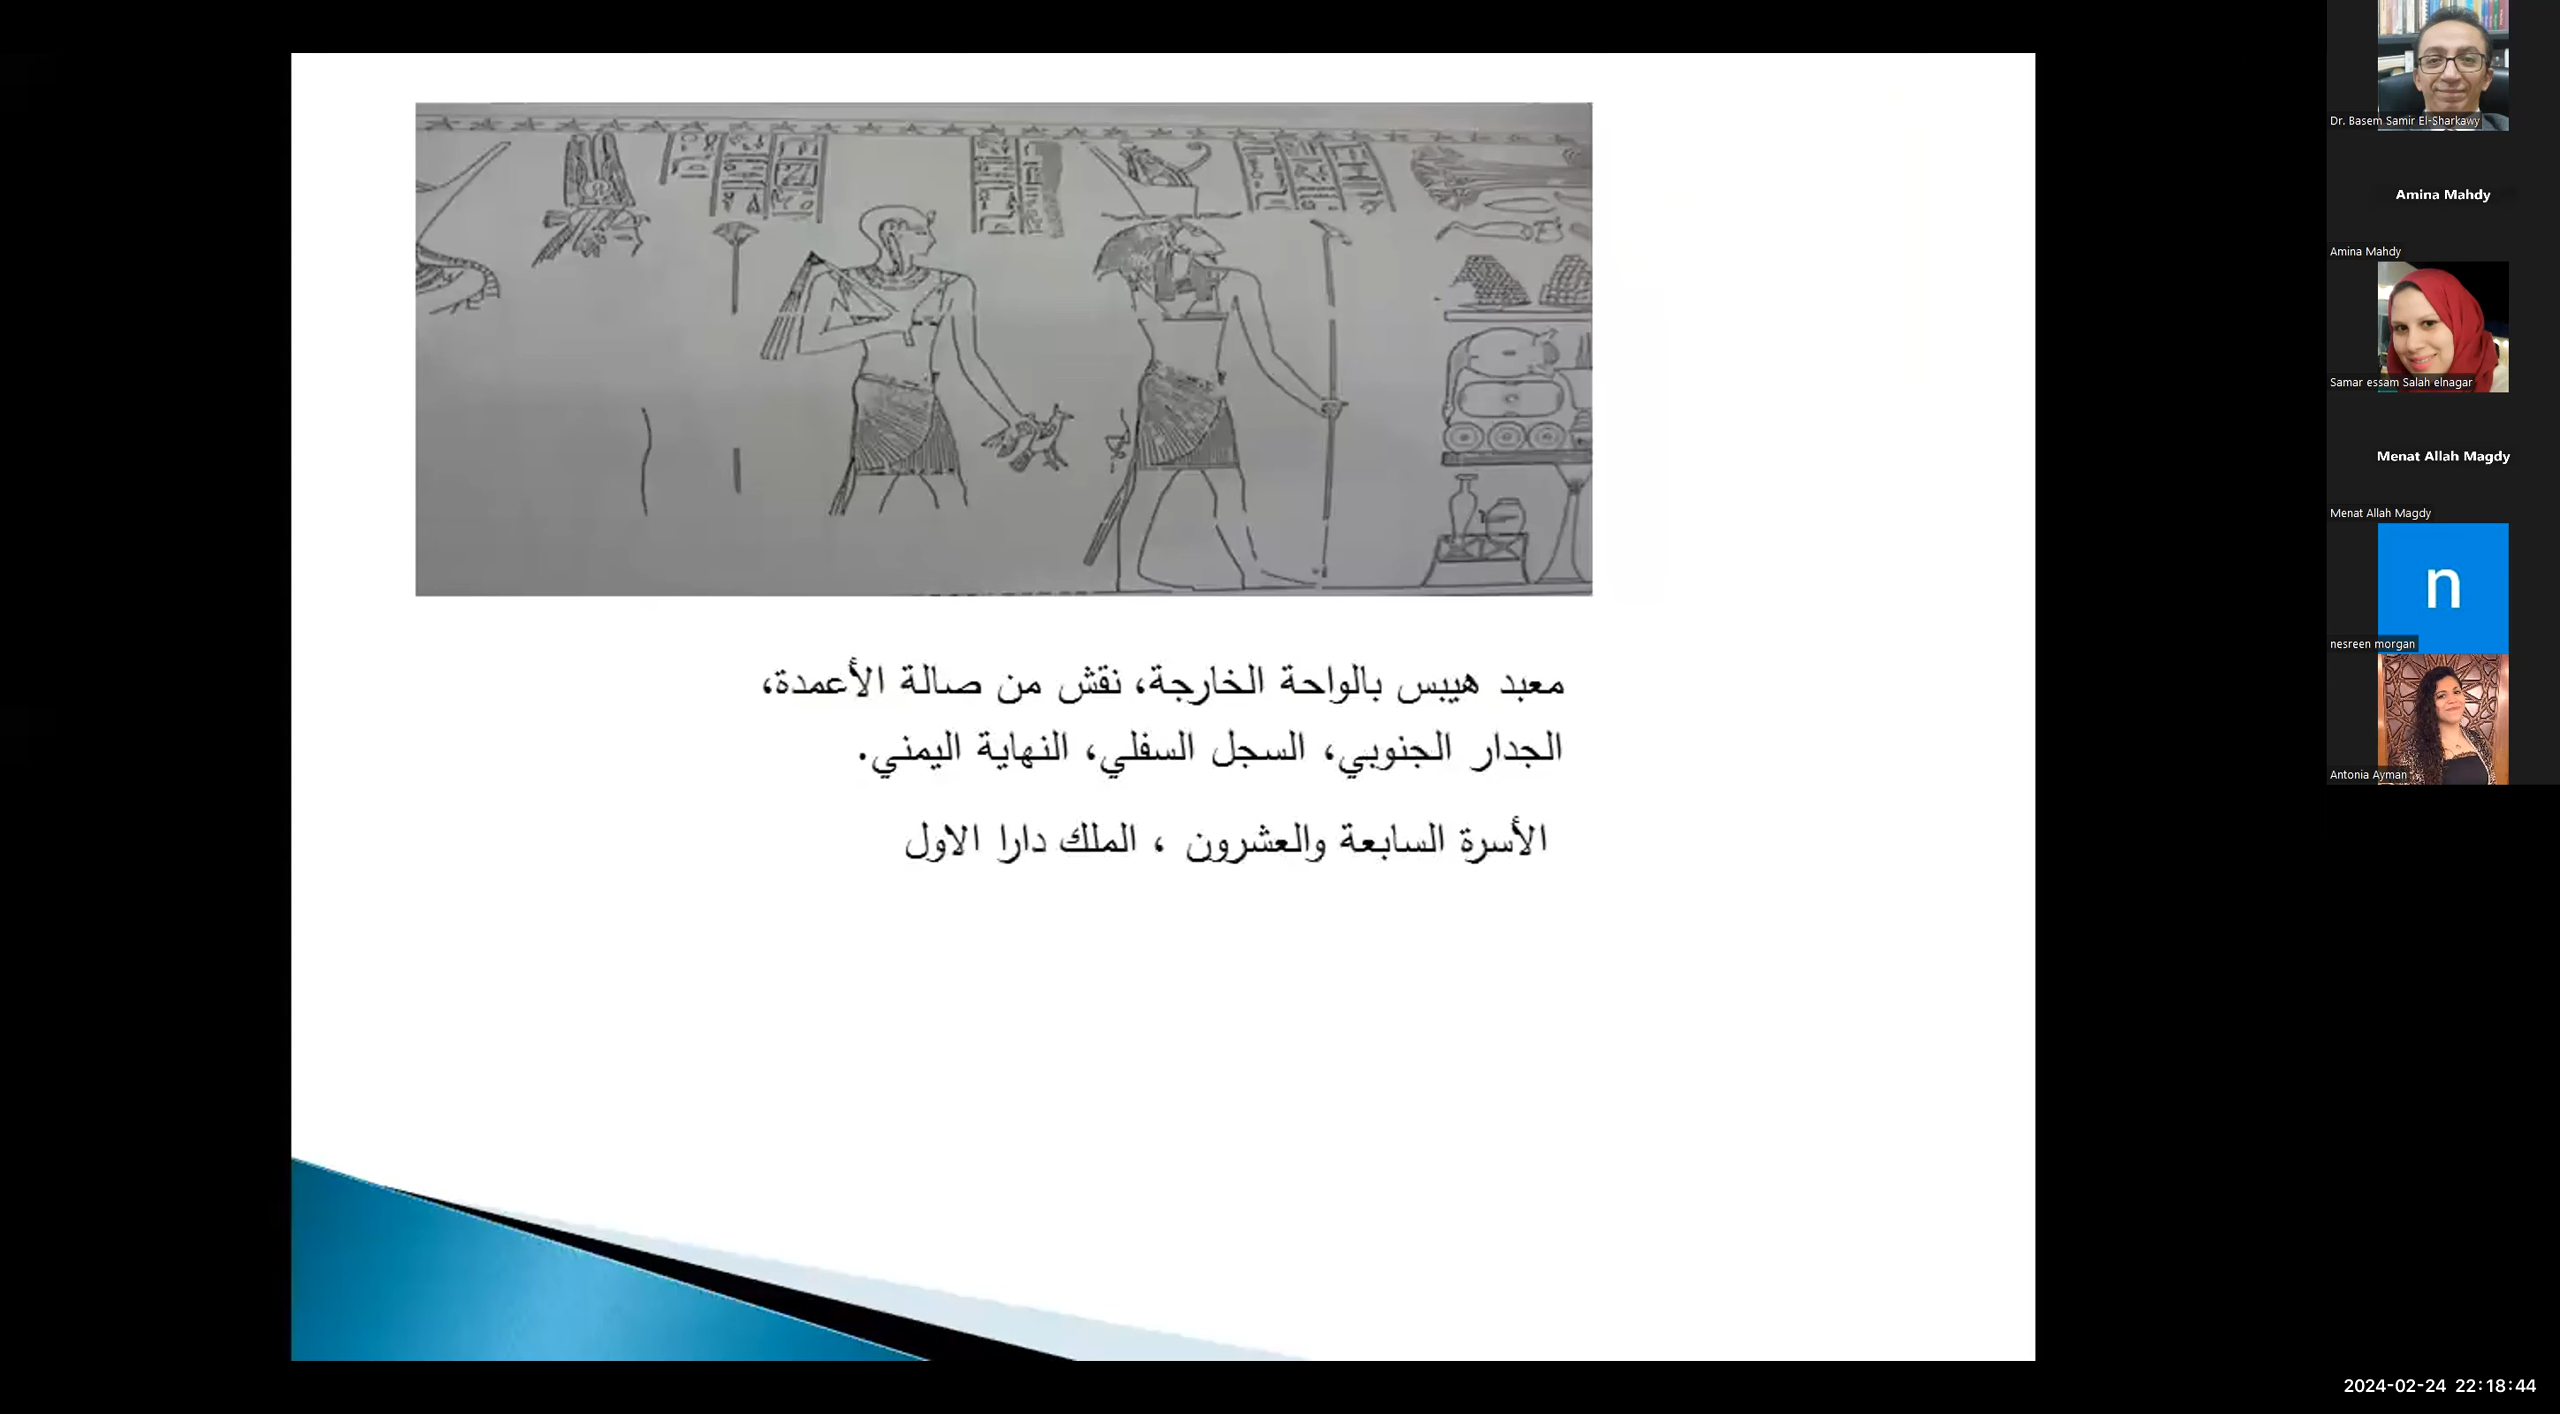 معبد هيبس بالواحة الخارجة، نقش من صالة الأعمدة،
الجدار الجنوبي، السجل السفلي، النهاية اليمني.
الأسرة السابعة والعشرون ، الملك دارا الاول
Dr. Basem Samir El-Sharkawy
Amina Mahdy
Amina Mahdy
Samar essam Salah elnagar
Menat Allah Magdy
Menat Allah Magdy
n
nesreen morgan
Antonia Ayman
2024-02-24 22:18:44